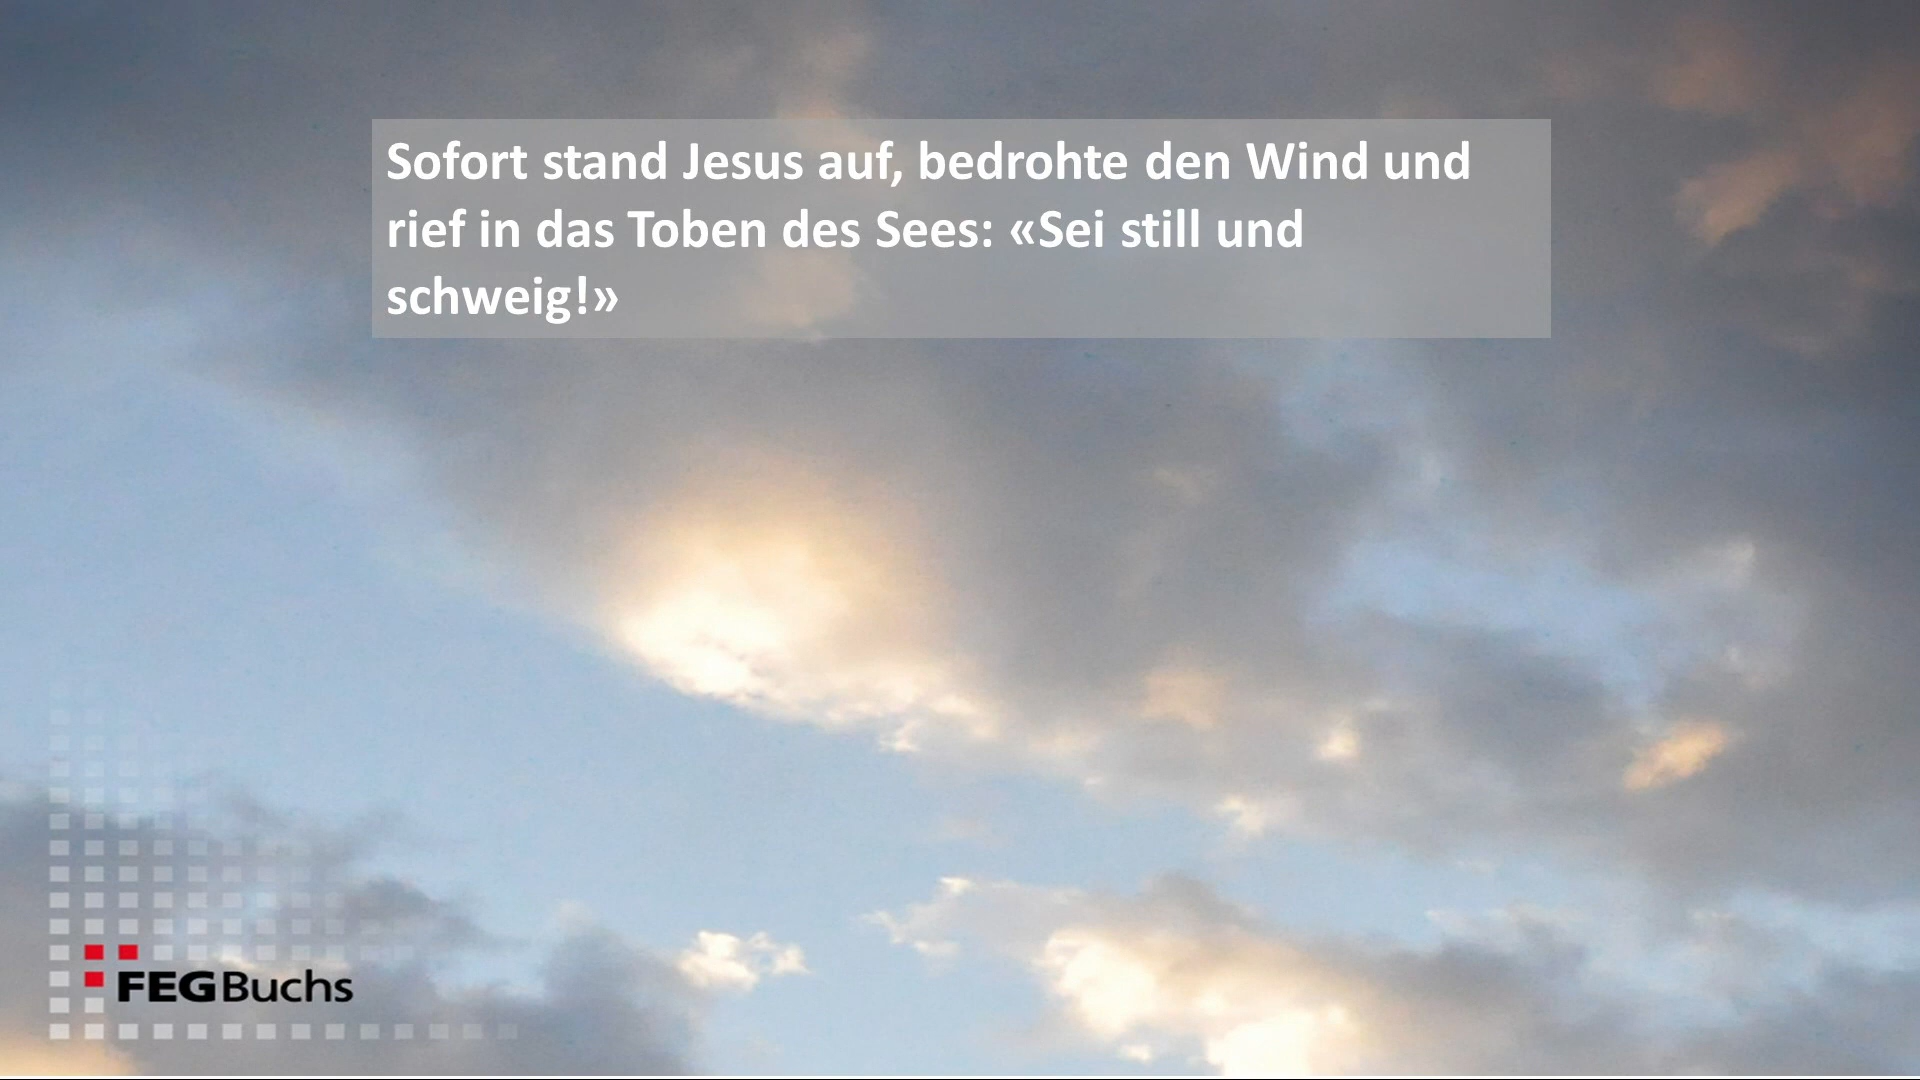 Sofort stand Jesus auf, bedrohte den Wind und
rief in das Toben des Sees: «Sei still und
schweig!»
FEGBuchs